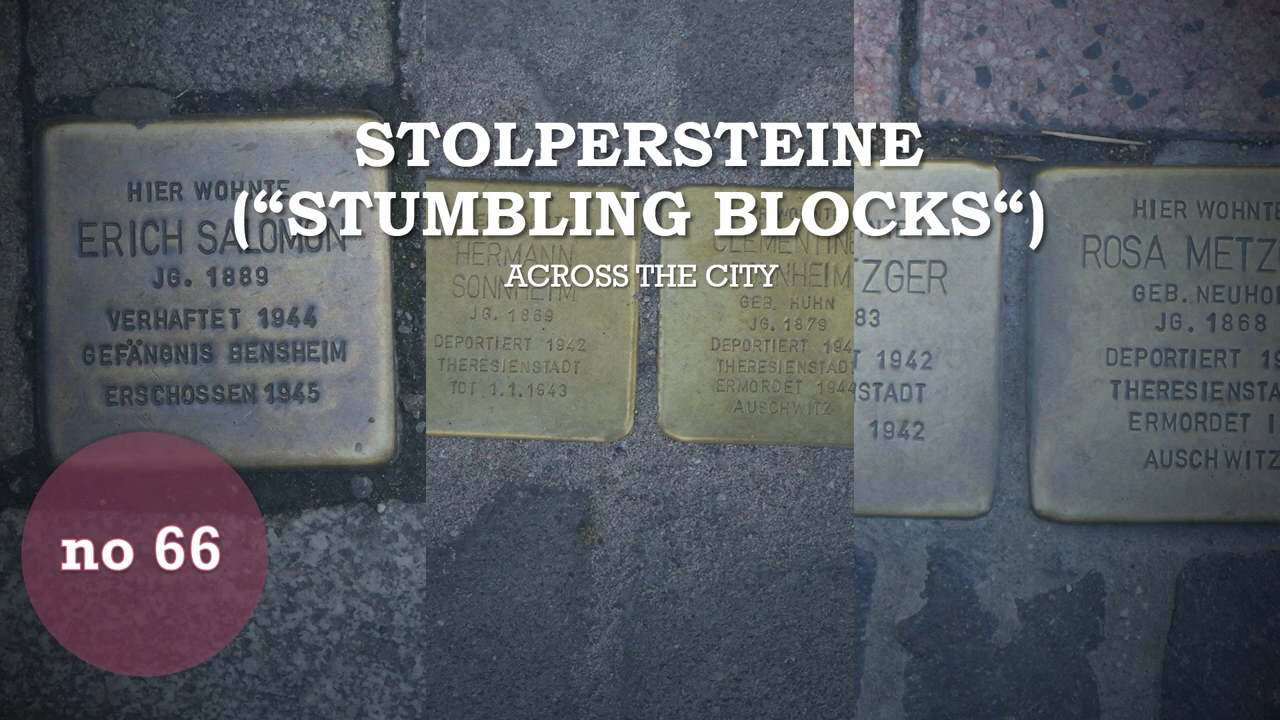 STOLPERSTEINE
(“STUMBLING BLOCKS“)
ACROSS THE CITY
HIER WOHNTE
ERICH SALOMON
JG. 1889
VERHAFTET 1944
GEFÄNGNIS BENSHEIM
ERSCHOSSEN 1945
HERMANN
SONNHEIM
JG. 1869
DEPORTIERT 1942
THERESIENSTADT
TOT 1.1.1943
CLEMENTINE
GEB. HUHN
JG. 1879
DEPORTIERT 194
THERESIENSTADT
ERMORDET 1944
AUSCHWITZ
ZGER
83
T 1942
STADT
1942
HIER WOHNTE
ROSA METZ
GEB. NEUHO
JG. 1868
DEPORTIERT 19
THERESIENSTA
ERMORDET I
AUSCHWITZ
no 66